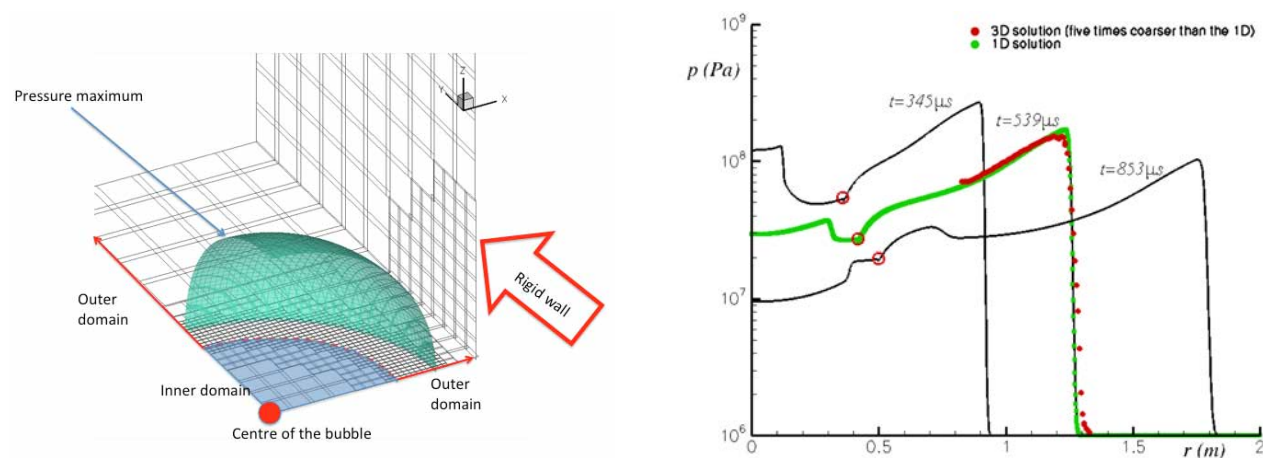 Pressure maximum
Z
Y
X
Rigid wall
Outer
domain
Inner domain
Outer
domain
Centre of the bubble
10⁹
3D solution (five times coarser than the 1D)
1D solution
p (Pa)
t=345μs
t=539μs
10⁸
t=853μs
10⁷
10⁶
0
0.5
1
1.5
r (m)
2